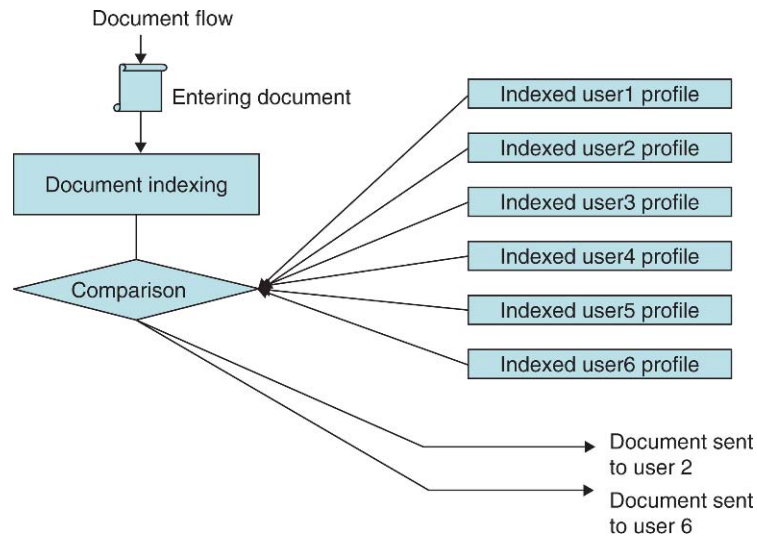 Document flow
Entering document
Document indexing
Comparison
Indexed user1 profile
Indexed user2 profile
Indexed user3 profile
Indexed user4 profile
Indexed user5 profile
Indexed user6 profile
Document sent
to user 2
Document sent
to user 6